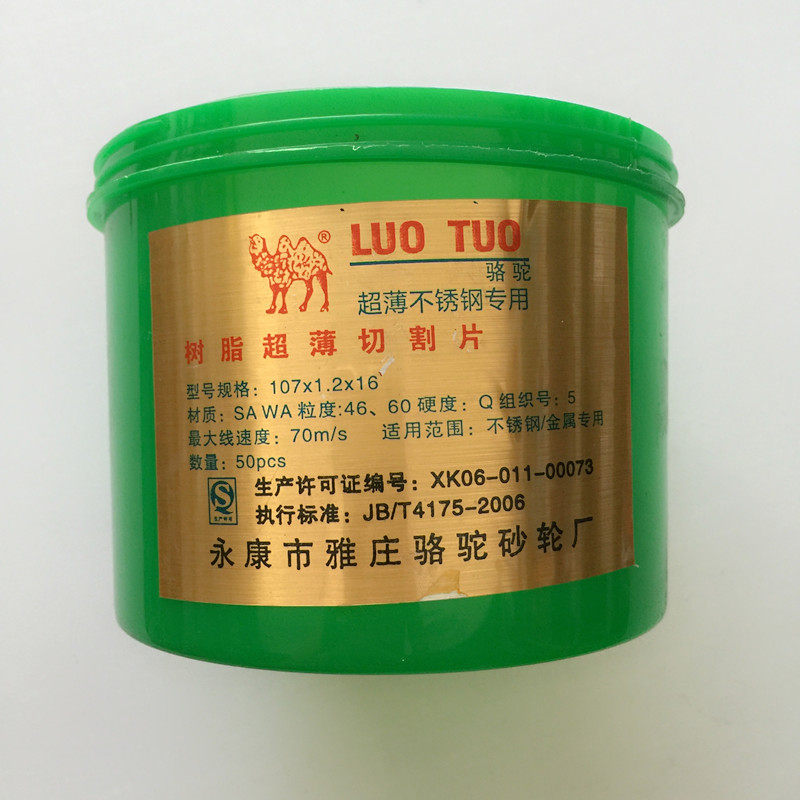 ®
LUO TUO
骆驼
超薄不锈钢专用
树脂超薄切割片
型号规格：107x1.2x16
材质：SA WA 粒度:46、60 硬度：Q 组织号：5
最大线速度：70m/s 适用范围：不锈钢/金属专用
数量：50pcs
生产许可证编号：XK06-011-00073
执行标准：JB/T4175-2006
永康市雅庄骆驼砂轮厂